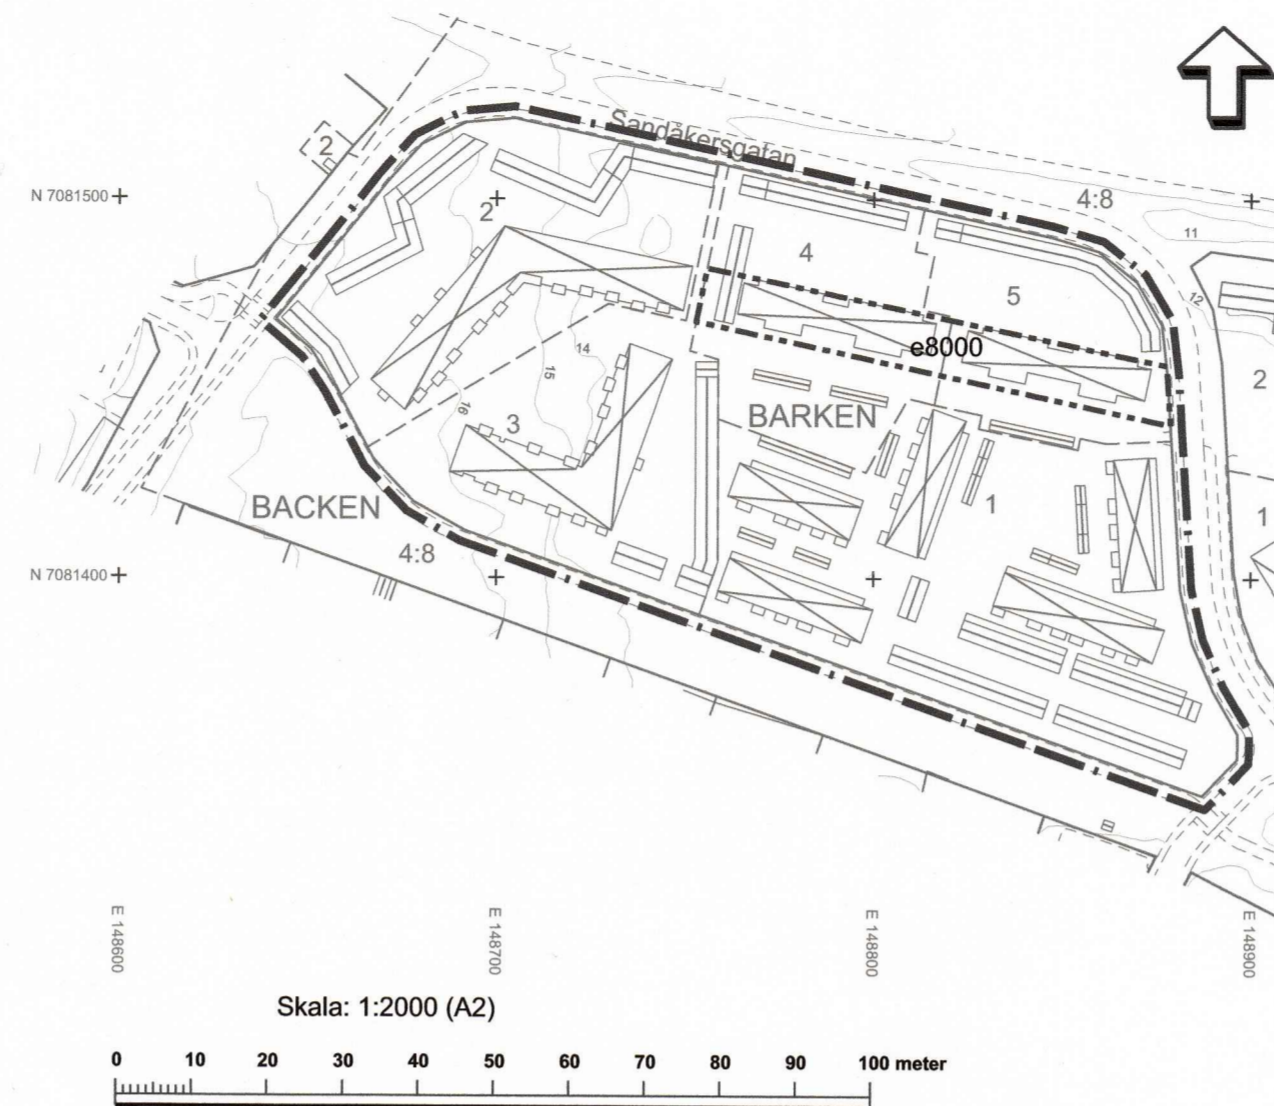 Sandåkersgatan
2
N 7081500
2
4:8
11
4
12
5
14
e8000
15
2
16
3
BARKEN
BACKEN
1
1
4:8
N 7081400
E 148600
E 148700
E 148800
E 148900
Skala: 1:2000 (A2)
0 10 20 30 40 50 60 70 80 90 100 meter